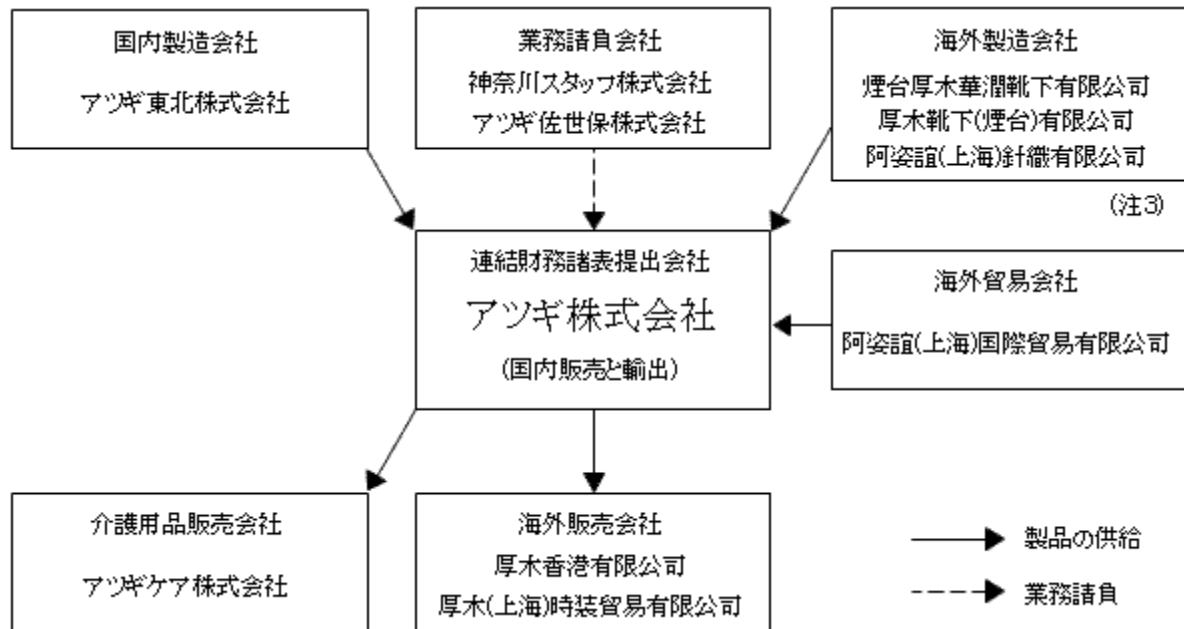 国内製造会社
アツギ東北株式会社
業務請負会社
神奈川スタッフ株式会社
アツギ佐世保株式会社
海外製造会社
煙台厚木華潤靴下有限公司
厚木靴下(煙台)有限公司
阿姿誼(上海)針織有限公司
(注3)
連結財務諸表提出会社
アツギ株式会社
(国内販売と輸出)
海外貿易会社
阿姿誼(上海)国際貿易有限公司
介護用品販売会社
アツギケア株式会社
海外販売会社
厚木香港有限公司
厚木(上海)時装貿易有限公司
製品の供給
業務請負